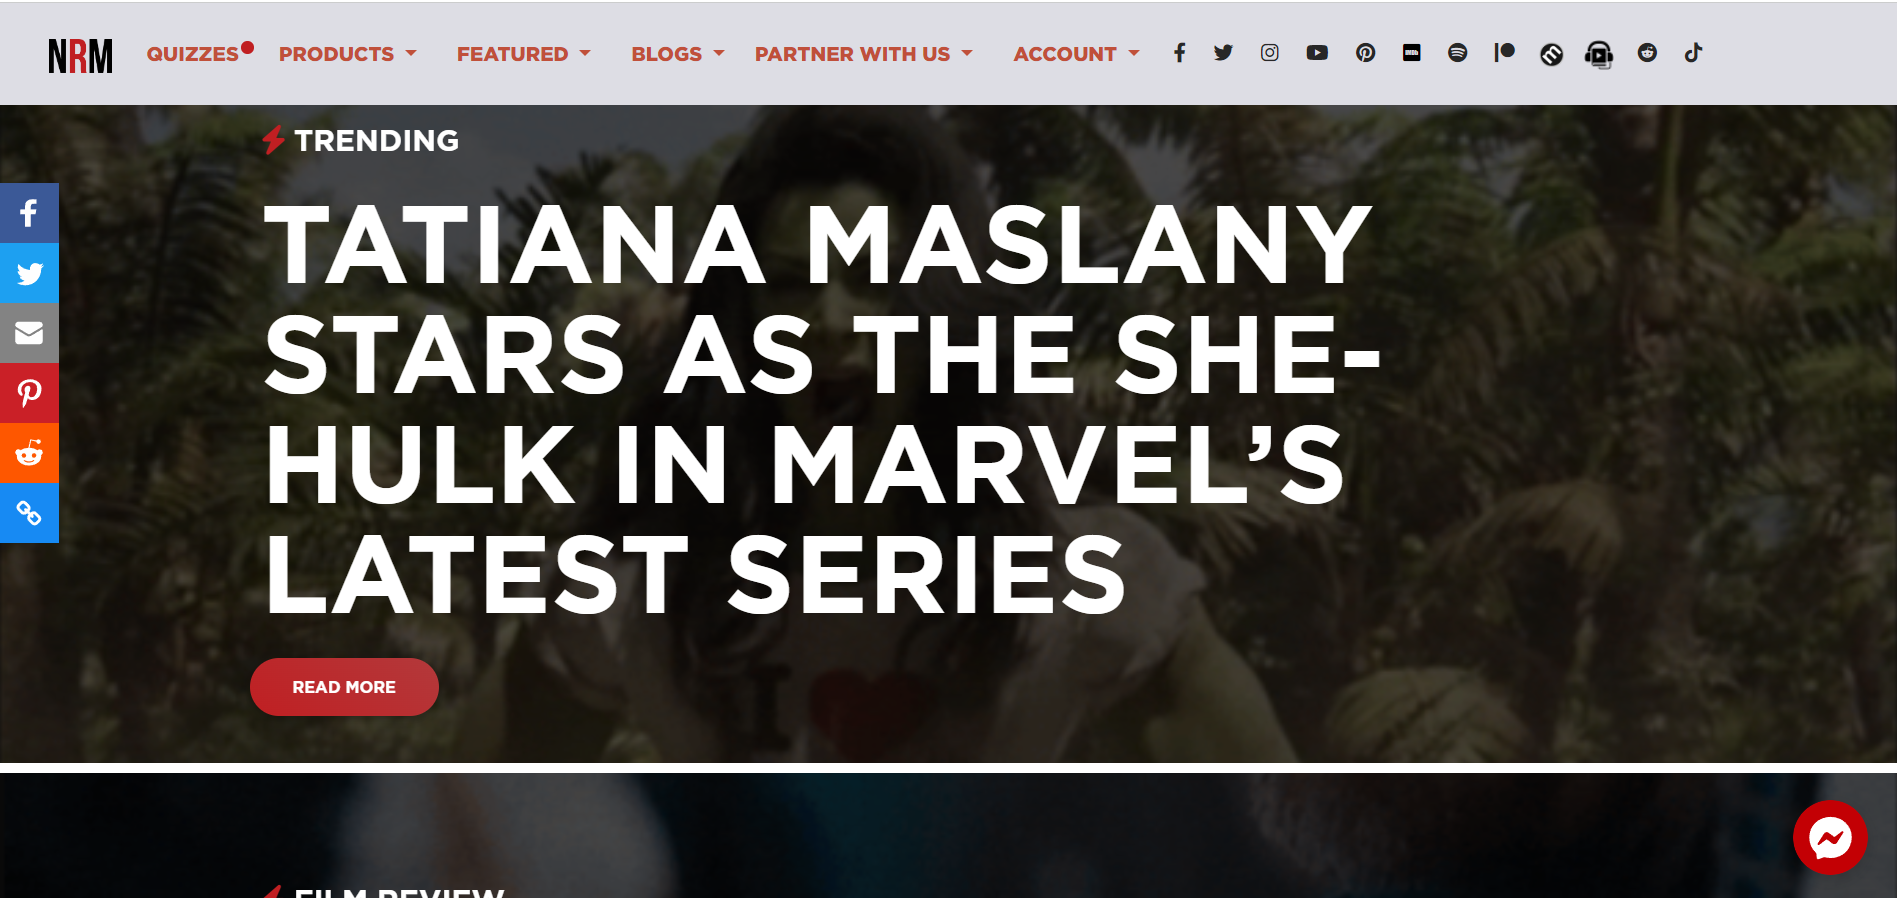 NRM QUIZZES PRODUCTS FEATURED BLOGS PARTNER WITH US ACCOUNT
TRENDING
TATIANA MASLANY
STARS AS THE SHE-
HULK IN MARVEL’S
LATEST SERIES
I
READ MORE
FILM REVIEW